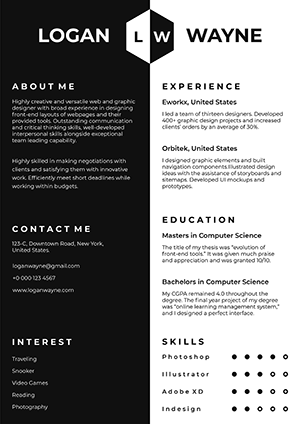 LOGAN
L W
WAYNE
ABOUT ME
Highly creative and versatile web and graphic
designer with broad experience in designing
front-end layouts of webpages and their
provided tools. Outstanding communication
and critical thinking skills, well-developed
interpersonal skills alongside exceptional
team leading capability.
Highly skilled in making negotiations with
clients and satisfying them with innovative
work. Efficiently meet short deadlines while
working within budgets.
CONTACT ME
123-C, Downtown Road, New York,
United States.
loganwayne@gmail.com
+0 000 123 4567
www.loganwayne.com
INTEREST
Traveling
Snooker
Video Games
Reading
Photography
EXPERIENCE
Eworkx, United States
I led a team of thirteen designers. Developed
400+ graphic design projects and increased
clients' orders by an average of 30%.
Orbitek, United States
I designed graphic elements and built
navigation components.Illustrated design
ideas with the assistance of storyboards and
sitemaps. Developed UI mockups and
prototypes.
EDUCATION
Masters in Computer Science
The title of my thesis was "evolution of
front-end tools." It was given much praise
and appreciation and was granted 10/10.
Bachelors in Computer Science
My CGPA remained 4.0 throughout the
degree. The final year project of my degree
was "online learning management system,"
and I designed a perfect interface.
SKILLS
Photoshop
Illustrator
Adobe XD
Indesign